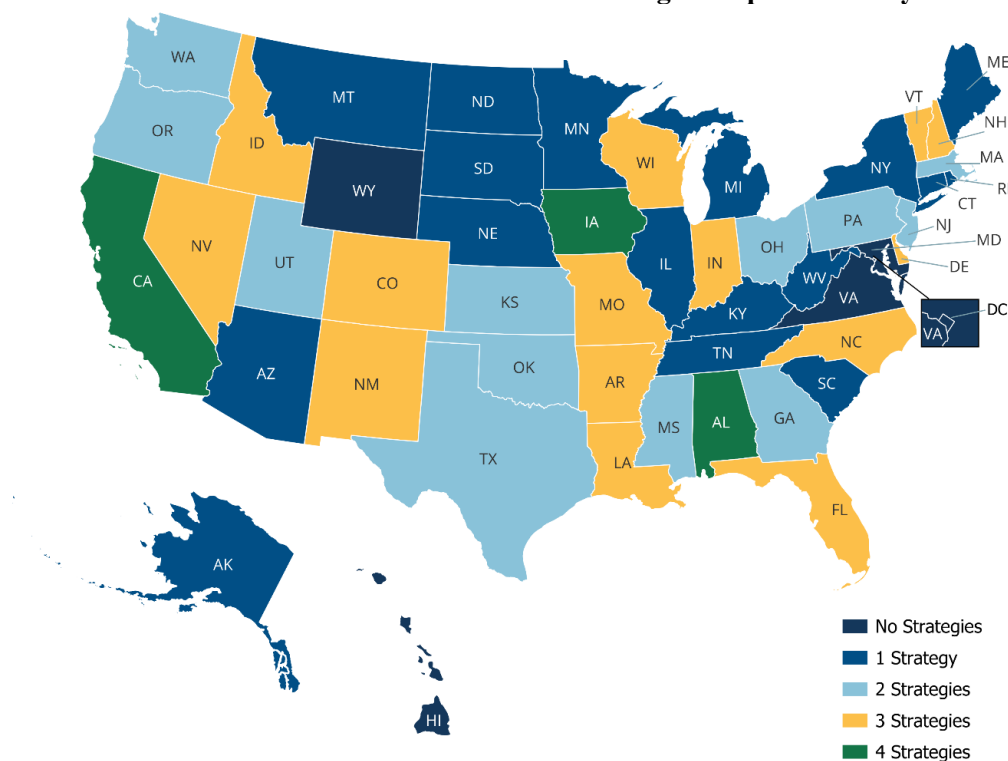 ME
WA
VT
MT
ND
NH
OR
MN
ID
MA
WI
NY
SD
R
WY
MI
CT
IA
PA
NJ
NE
MD
NV
OH
UT
IL
IN
DE
CA
CO
WV
VA
KS
MO
KY
DC
VA
NC
TN
AZ
OK
NM
AR
SC
GA
AL
MS
TX
LA
FL
AK
HI
No Strategies
1 Strategy
2 Strategies
3 Strategies
4 Strategies